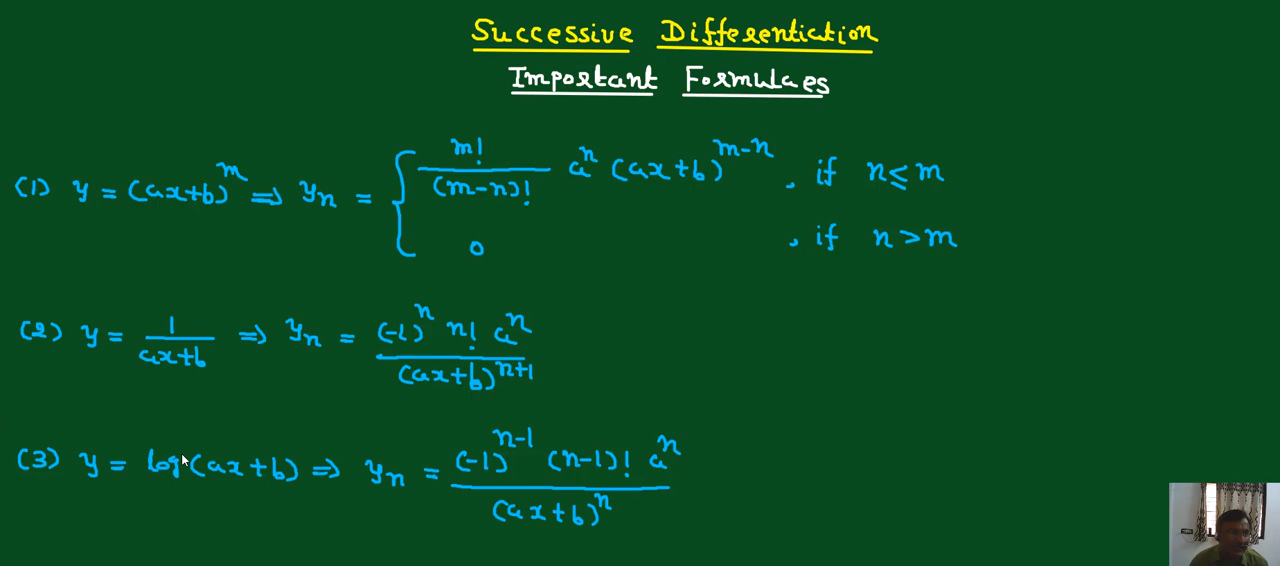 Successive Differentiation
Important Formulaes
(1) y = (ax+b)^m ⇒ y_n = { m!/(m-n)! a^n (ax+b)^(m-n) , if n ≤ m
0 , if n > m
(2) y = 1/(ax+b) ⇒ y_n = (-1)^n n! a^n / (ax+b)^(n+1)
(3) y = log(ax+b) ⇒ y_n = (-1)^(n-1) (n-1)! a^n / (ax+b)^n